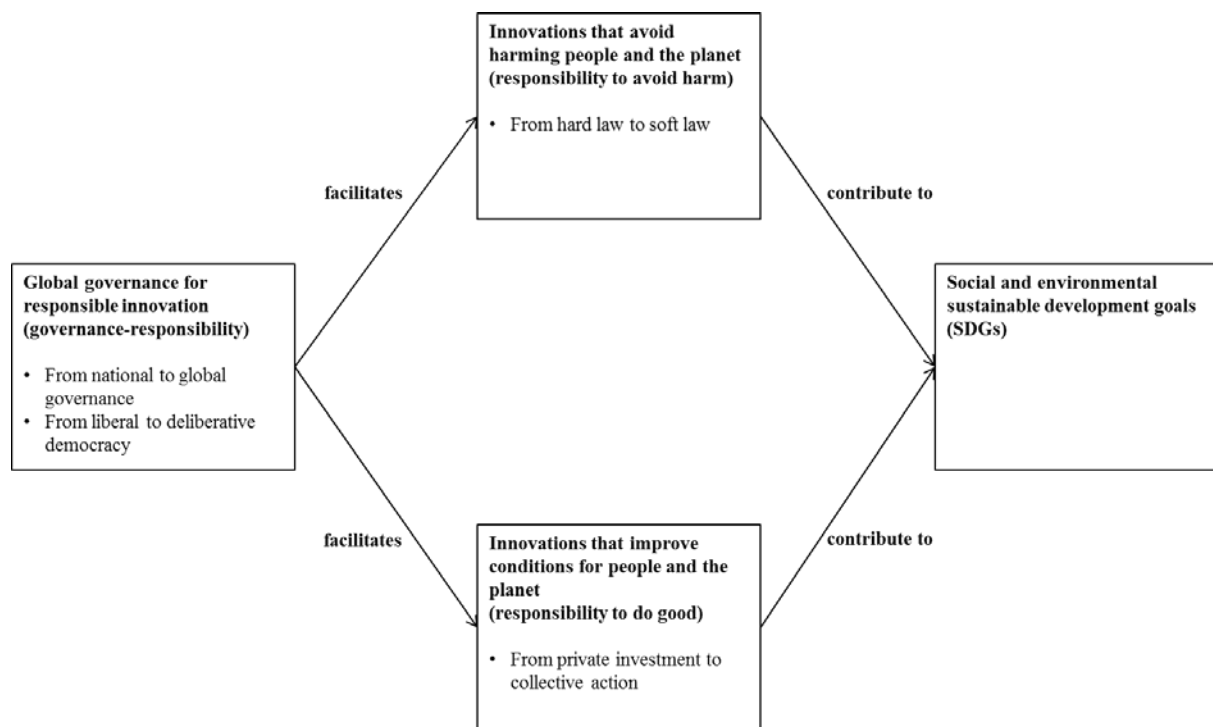 Innovations that avoid
harming people and the planet
(responsibility to avoid harm)
• From hard law to soft law
facilitates
contribute to
Global governance for
responsible innovation
(governance-responsibility)
• From national to global
governance
• From liberal to deliberative
democracy
Social and environmental
sustainable development goals
(SDGs)
facilitates
contribute to
Innovations that improve
conditions for people and the
planet
(responsibility to do good)
• From private investment to
collective action